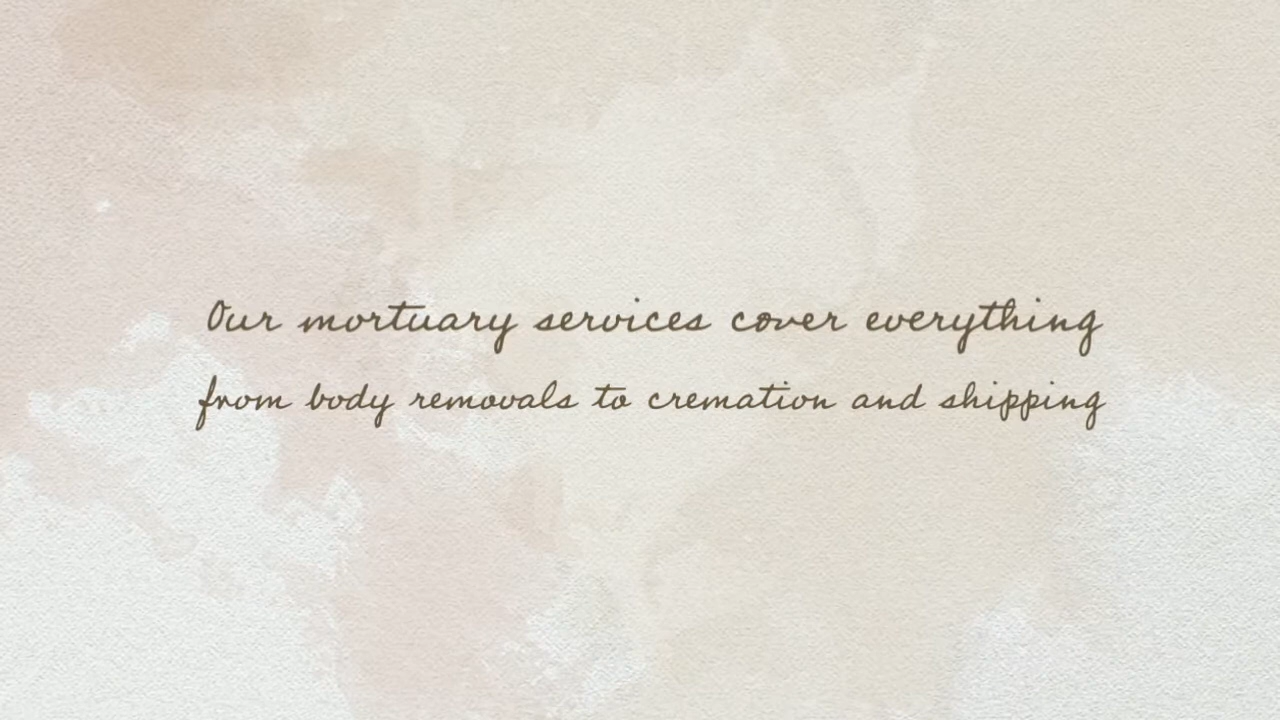 Our mortuary services cover everything
from body removals to cremation and shipping